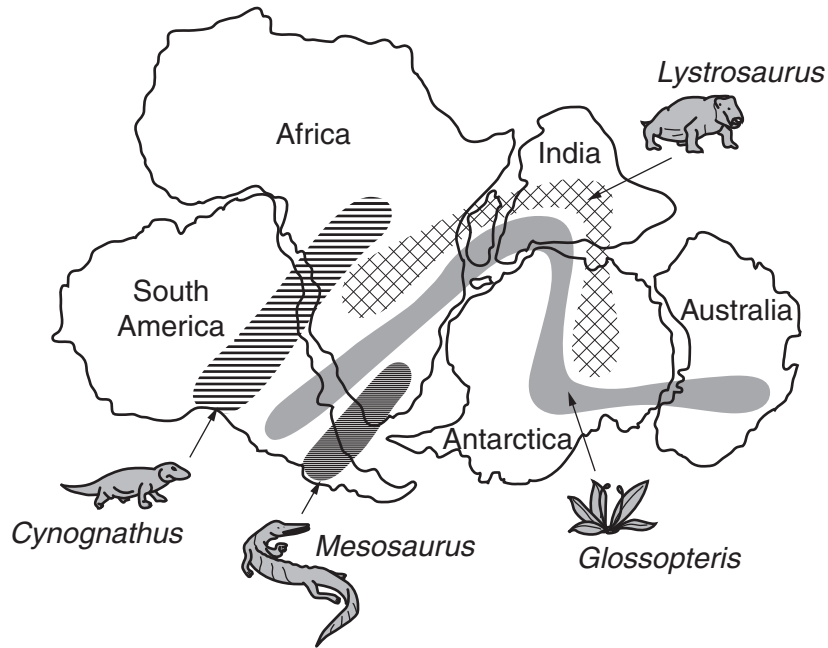 Lystrosaurus
Africa
India
South
America
Australia
Antarctica
Cynognathus
Mesosaurus
Glossopteris